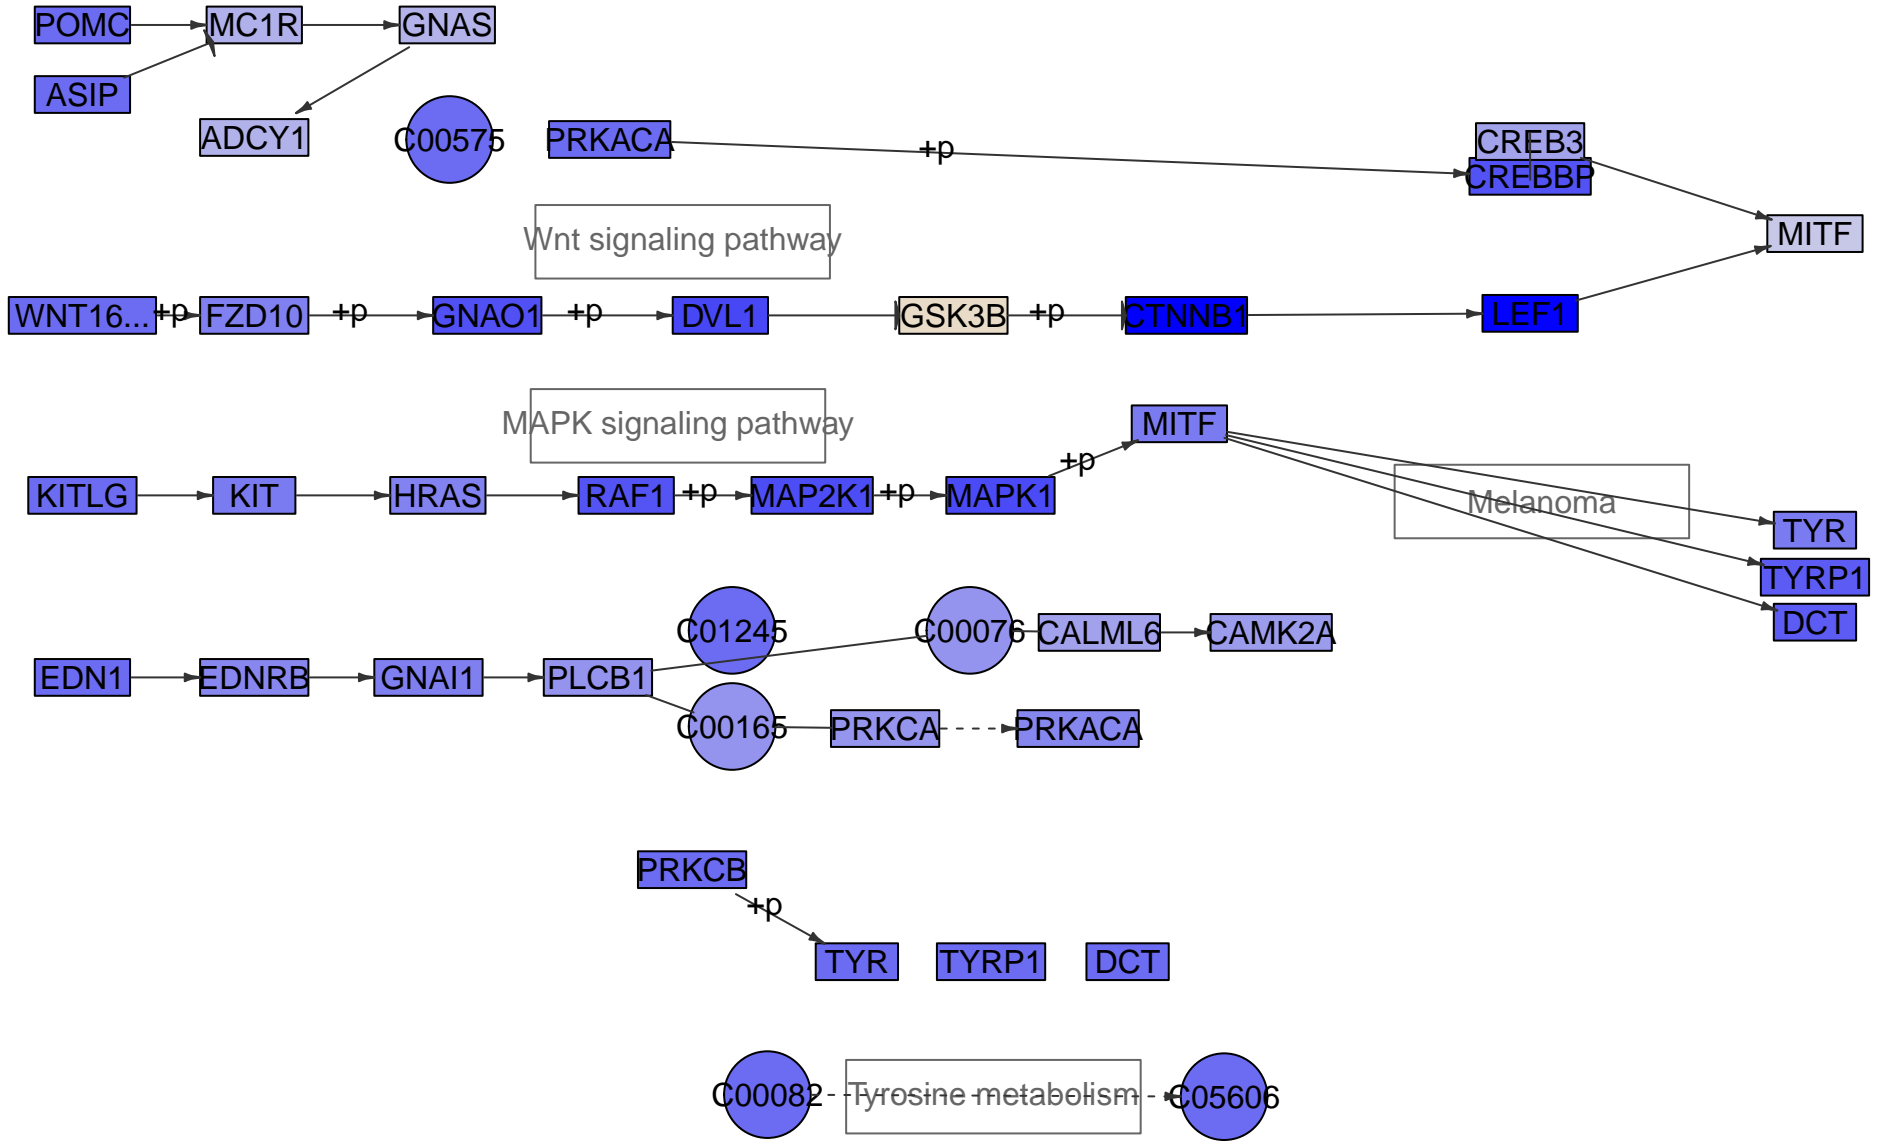 POMC
MC1R
GNAS
ASIP
ADCY1
C00575
PRKACA
+p
CREB3
CREBBP
MITF
Wnt signaling pathway
WNT16...
+p
FZD10
+p
GNAO1
+p
DVL1
GSK3B
+p
CTNNB1
LEF1
MAPK signaling pathway
MITF
+p
KITLG
KIT
HRAS
RAF1
+p
MAP2K1
+p
MAPK1
Melanoma
TYR
TYRP1
DCT
C01245
C00076
CALML6
CAMK2A
EDN1
EDNRB
GNAI1
PLCB1
C00165
PRKCA
PRKACA
PRKCB
+p
TYR
TYRP1
DCT
C00082
Tyrosine metabolism
C05606